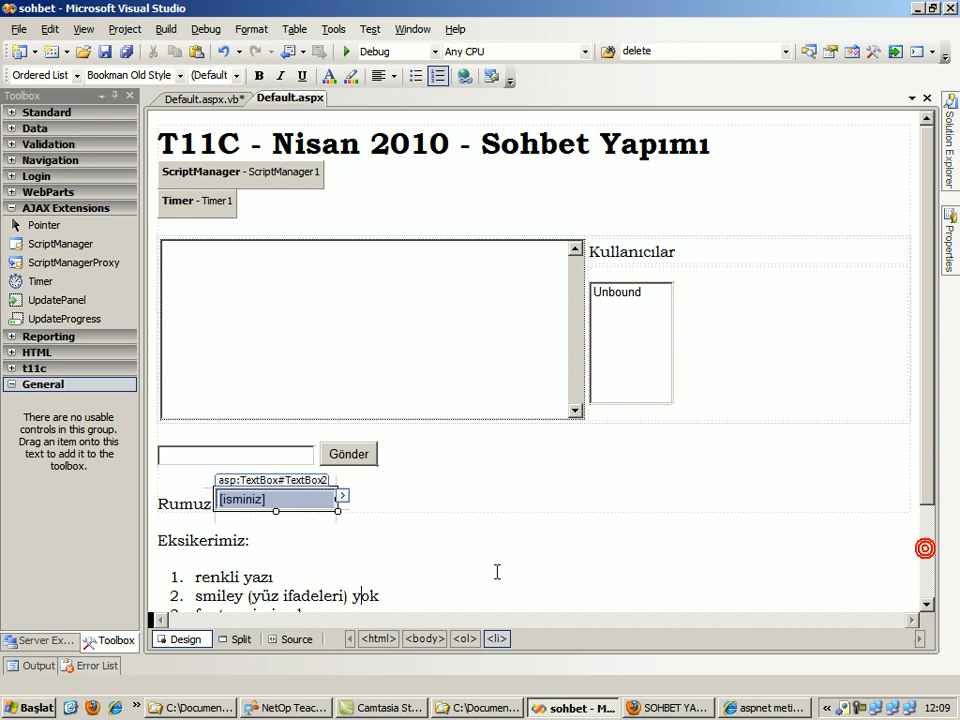 sohbet - Microsoft Visual Studio
File Edit View Project Build Debug Format Table Tools Test Window Help
Debug Any CPU delete
Ordered List Bookman Old Style (Default B I U A
Toolbox
Default.aspx.vb* Default.aspx
Standard
Data
Validation
Navigation
Login
WebParts
AJAX Extensions
Pointer
ScriptManager
ScriptManagerProxy
Timer
UpdatePanel
UpdateProgress
Reporting
HTML
t11c
General
There are no usable
controls in this group.
Drag an item onto this
text to add it to the
toolbox.
T11C - Nisan 2010 - Sohbet Yapımı
ScriptManager - ScriptManager1
Timer - Timer1
Kullanıcılar
Unbound
Gönder
asp:TextBox#TextBox2
Rumuz [isminiz]
Eksikerimiz:
1. renkli yazı
2. smiley (yüz ifadeleri) yok
Solution Explorer
Properties
Server Ex... Toolbox
Design Split Source <html> <body> <ol> <li>
Output Error List
Başlat » C:\Documen... NetOp Teac... Camtasia St... C:\Documen... sohbet - M... SOHBET YA... aspnet meti... « 12:09